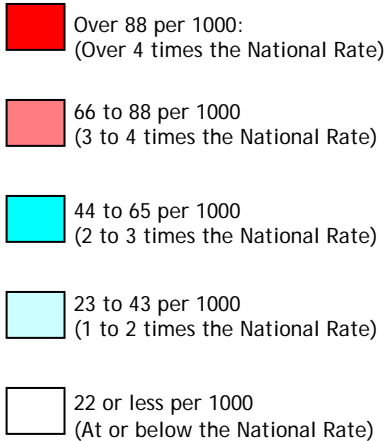 Over 88 per 1000:
(Over 4 times the National Rate)
66 to 88 per 1000
(3 to 4 times the National Rate)
44 to 65 per 1000
(2 to 3 times the National Rate)
23 to 43 per 1000
(1 to 2 times the National Rate)
22 or less per 1000
(At or below the National Rate)